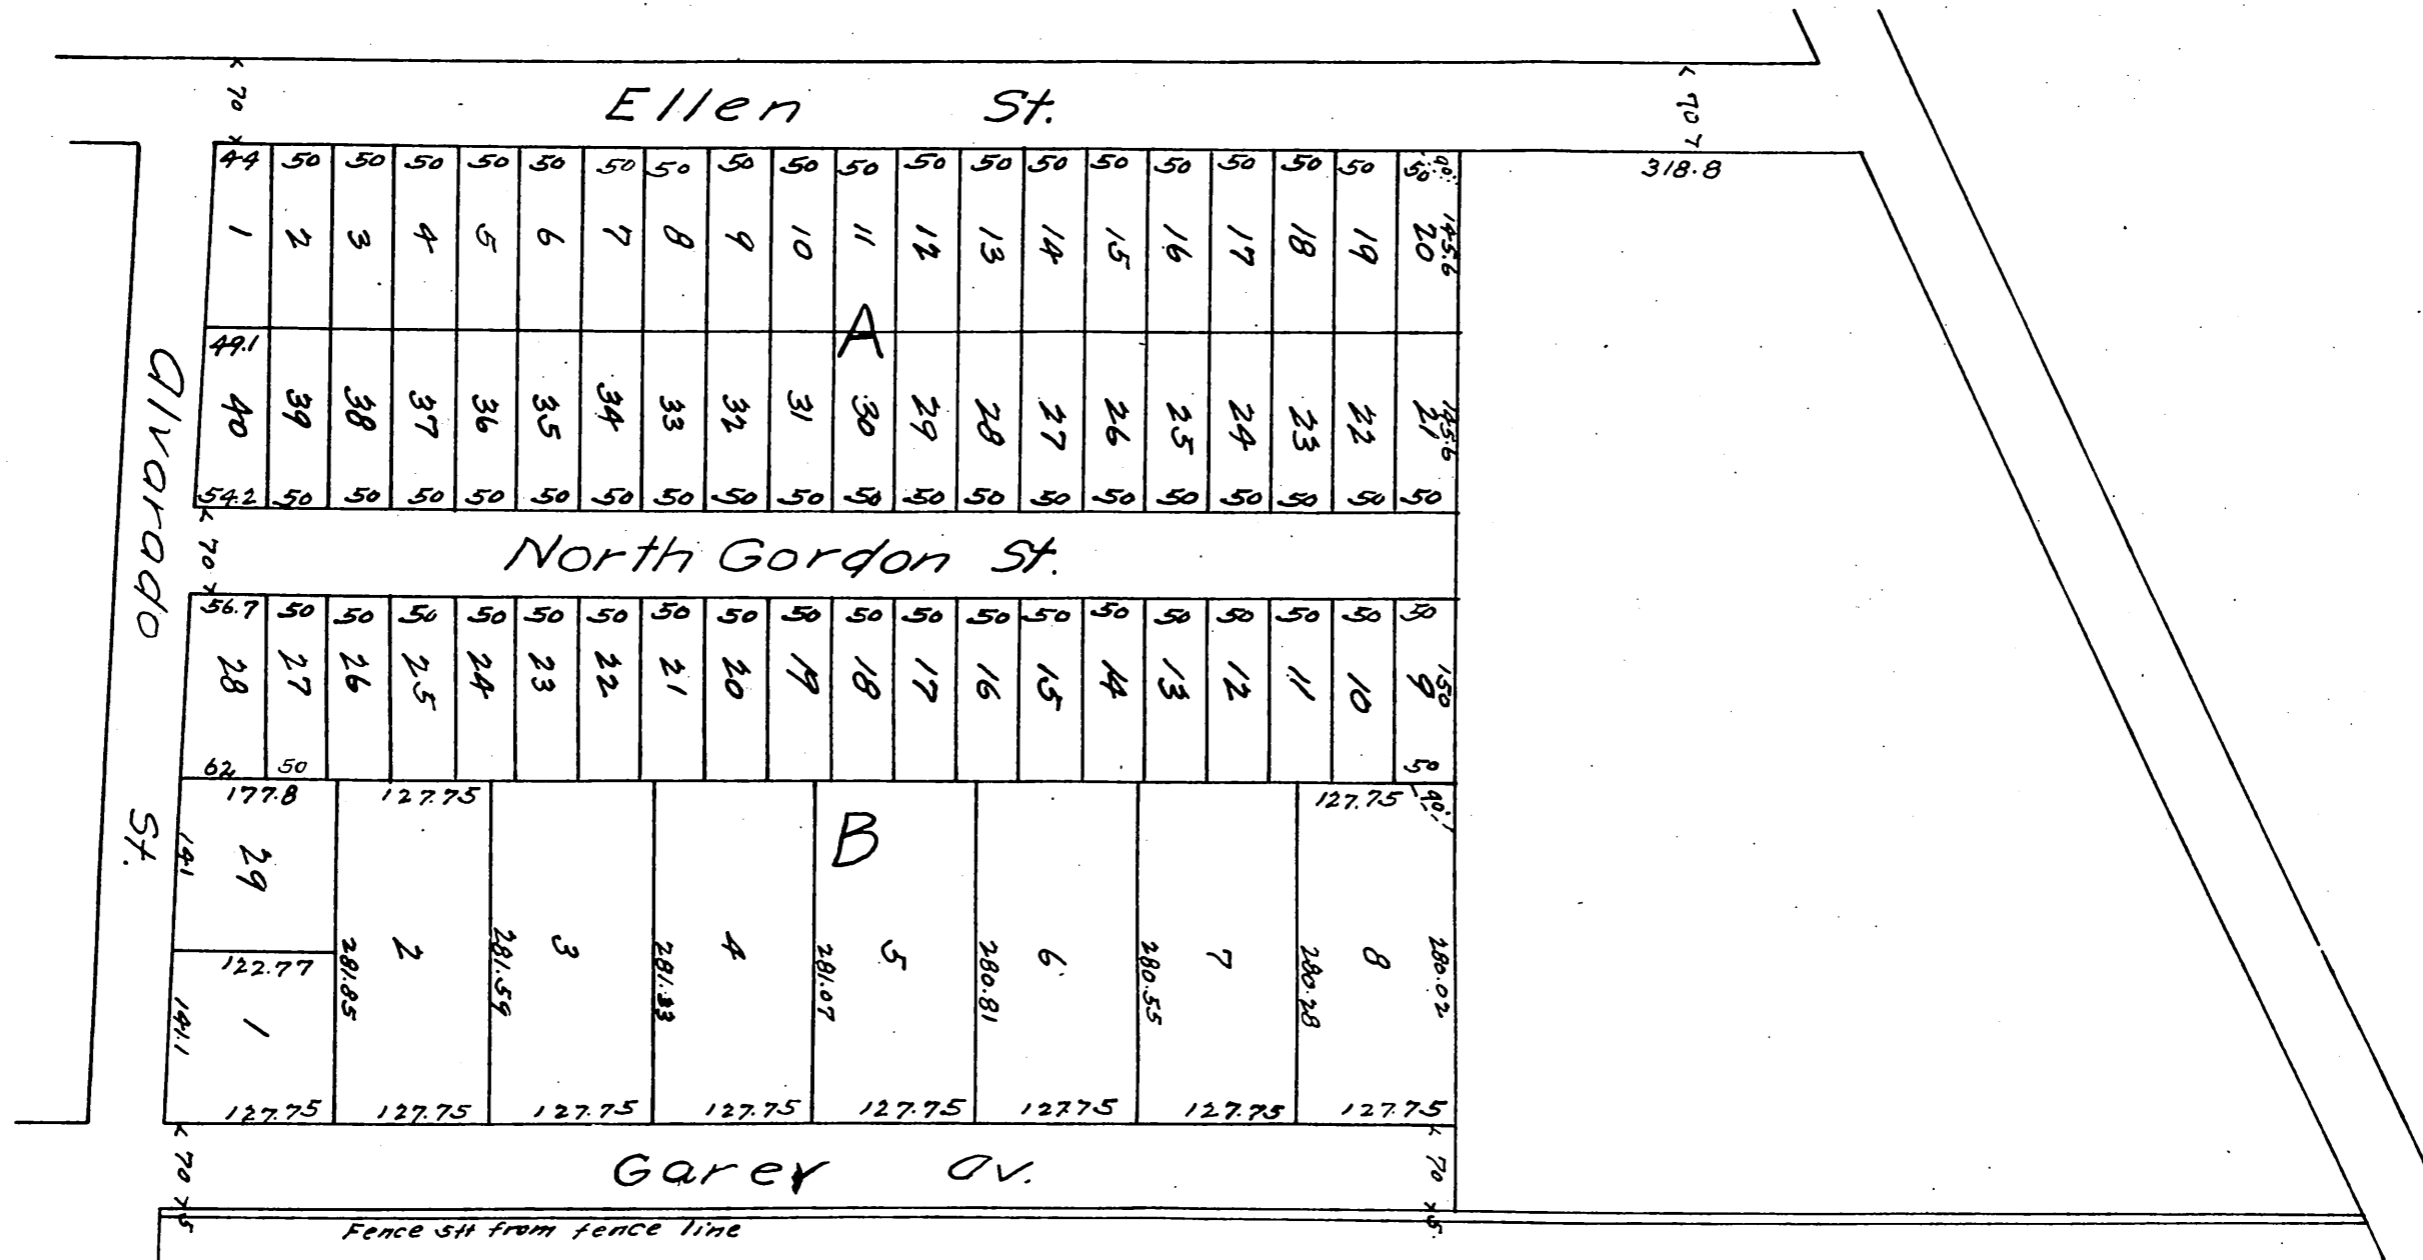 70
Ellen St.
70
44 50 50 50 50 50 50 50 50 50 50 50 50 50 50 50 50 50 50 50 90° 318.8
1 2 3 4 5 6 7 8 9 10 11 12 13 14 15 16 17 18 19 20 145.6
A
49.1
40 39 38 37 36 35 34 33 32 31 30 29 28 27 26 25 24 23 22 21 145.6
54.2 50 50 50 50 50 50 50 50 50 50 50 50 50 50 50 50 50 50 50
Alvarado St.
70
North Gordon St.
56.7 50 50 50 50 50 50 50 50 50 50 50 50 50 50 50 50 50 50 50
28 27 26 25 24 23 22 21 20 19 18 17 16 15 14 13 12 11 10 9 150
62 50 50
177.8 127.75 127.75 90°
B
141 29
2 3 4 5 6 7 8
281.85 281.59 281.33 281.07 280.81 280.55 280.28 280.02
122.77
141.1 1
127.75 127.75 127.75 127.75 127.75 127.75 127.75 127.75
70
Garey Av.
70
5
Fence 5ft from fence line
5